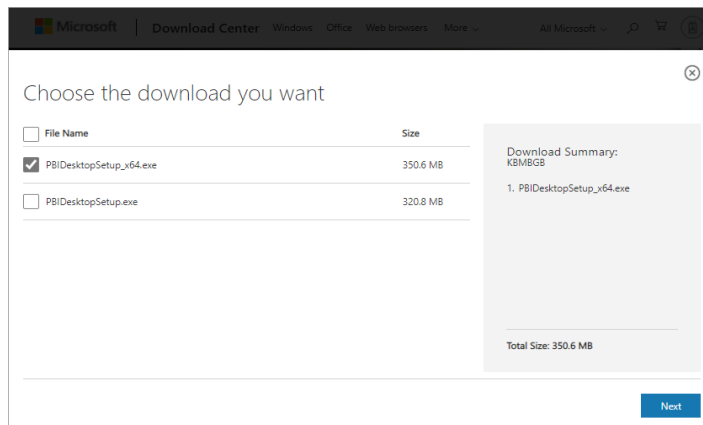 Microsoft Download Center Windows Office Web browsers More All Microsoft
Choose the download you want
File Name Size
PBIDesktopSetup_x64.exe 350.6 MB
PBIDesktopSetup.exe 320.8 MB
Download Summary:
KBMBGB
1. PBIDesktopSetup_x64.exe
Total Size: 350.6 MB
Next